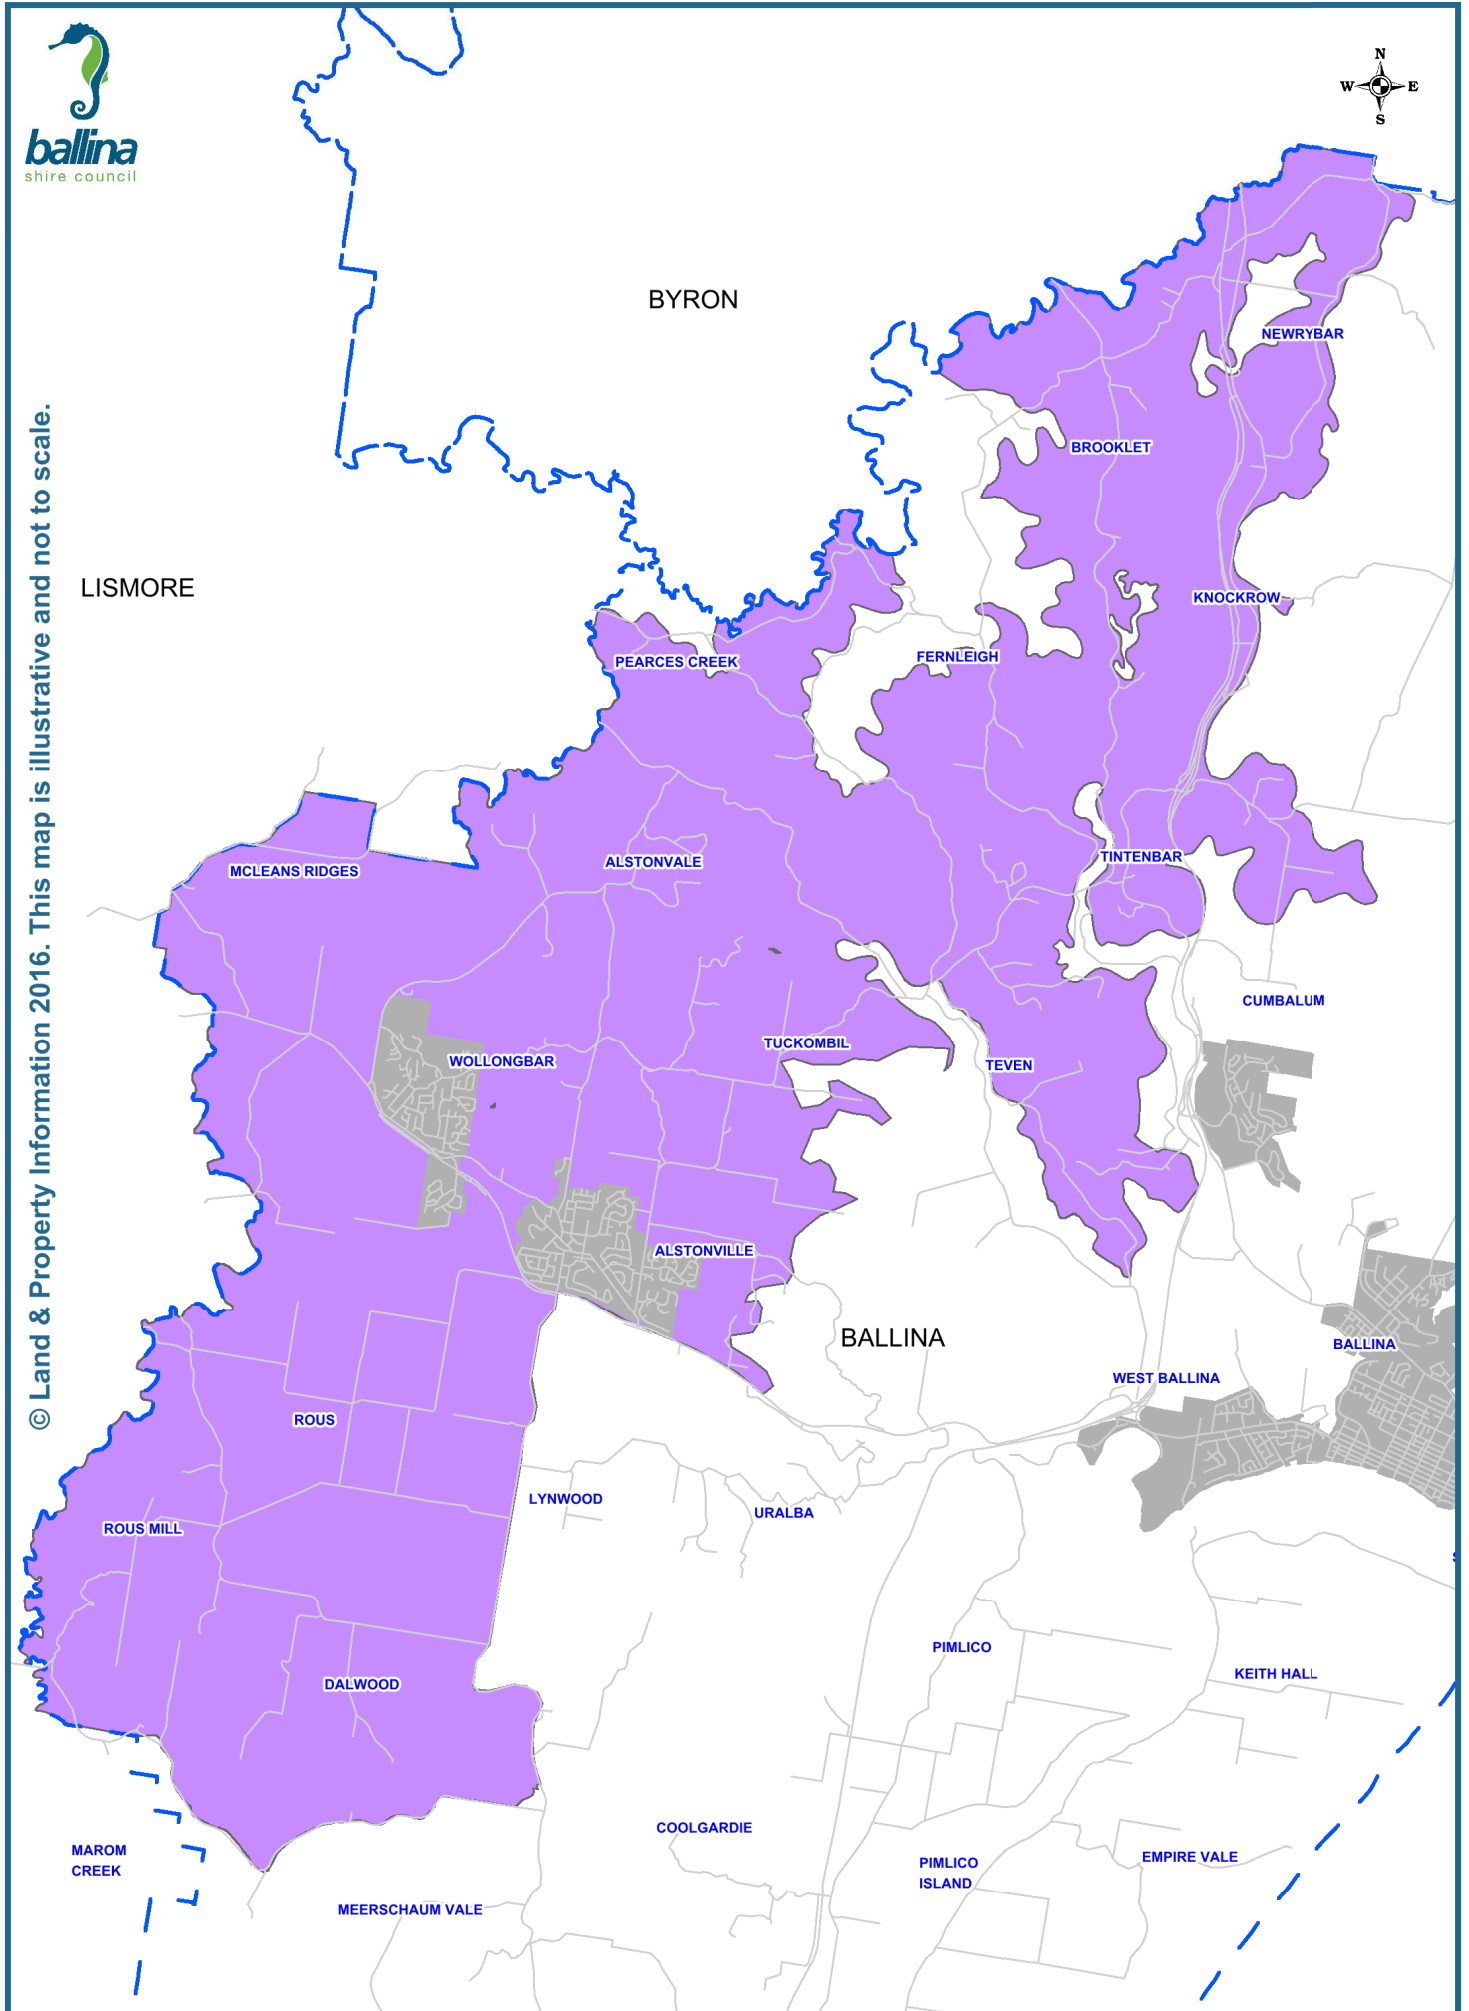 ballina
shire council
N
W E
S
© Land & Property Information 2016. This map is illustrative and not to scale.
BYRON
NEWRYBAR
BROOKLET
LISMORE
KNOCKROW
PEARCES CREEK
FERNLEIGH
MCLEANS RIDGES
ALSTONVALE
TINTENBAR
CUMBALUM
TUCKOMBIL
WOLLONGBAR
TEVEN
ALSTONVILLE
BALLINA
BALLINA
WEST BALLINA
ROUS
LYNWOOD
URALBA
ROUS MILL
PIMLICO
KEITH HALL
DALWOOD
COOLGARDIE
MAROM
CREEK
EMPIRE VALE
PIMLICO
ISLAND
MEERSCHAUM VALE